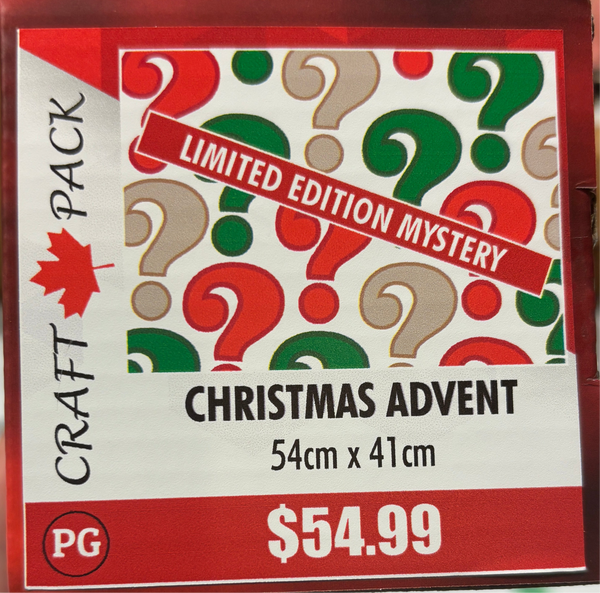 CRAFT PACK
LIMITED EDITION MYSTERY
CHRISTMAS ADVENT
54cm x 41cm
PG
$54.99